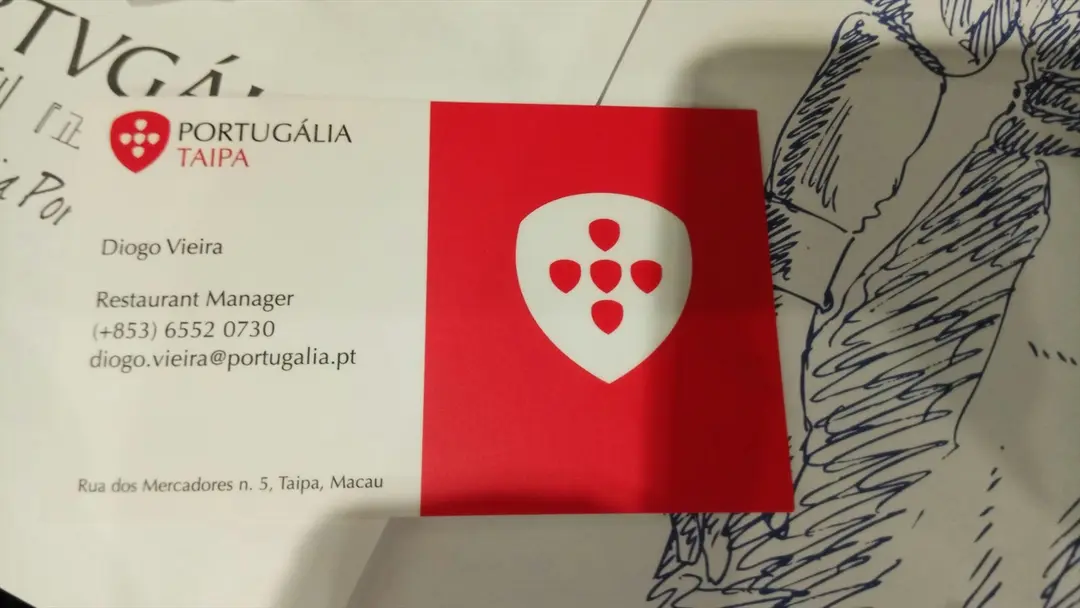 PORTUGÁLIA
TAIPA
Diogo Vieira
Restaurant Manager
(+853) 6552 0730
diogo.vieira@portugalia.pt
Rua dos Mercadores n. 5, Taipa, Macau